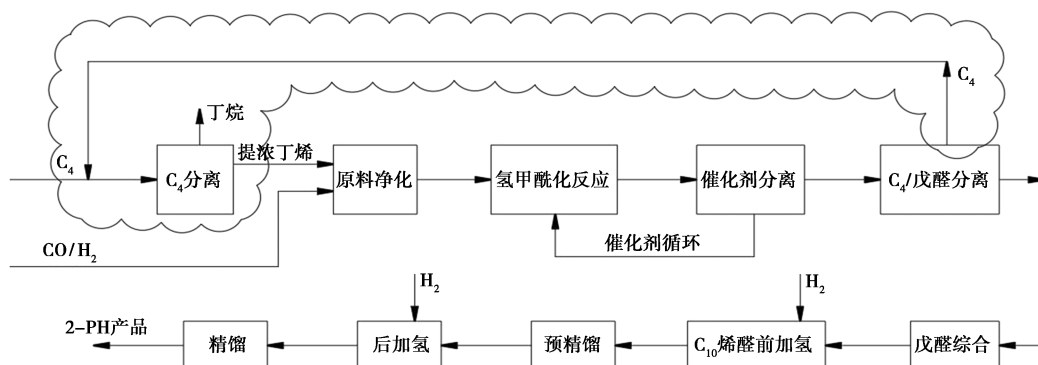 C₄
丁烷
提浓丁烯
C₄
C₄分离
原料净化
氢甲酰化反应
催化剂分离
C₄/戊醛分离
CO/H₂
催化剂循环
H₂
H₂
2-PH产品
精馏
后加氢
预精馏
C₁₀烯醛前加氢
戊醛综合